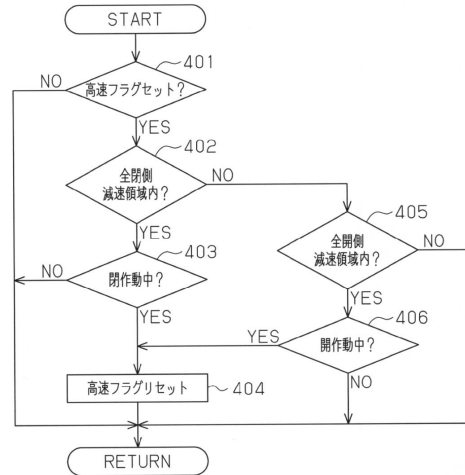 START
401
NO
高速フラグセット?
YES
402
全閉側
減速領域内?
NO
405
YES
403
全開側
減速領域内?
NO
NO
閉作動中?
YES
406
YES
YES
開作動中?
高速フラグリセット
404
NO
RETURN